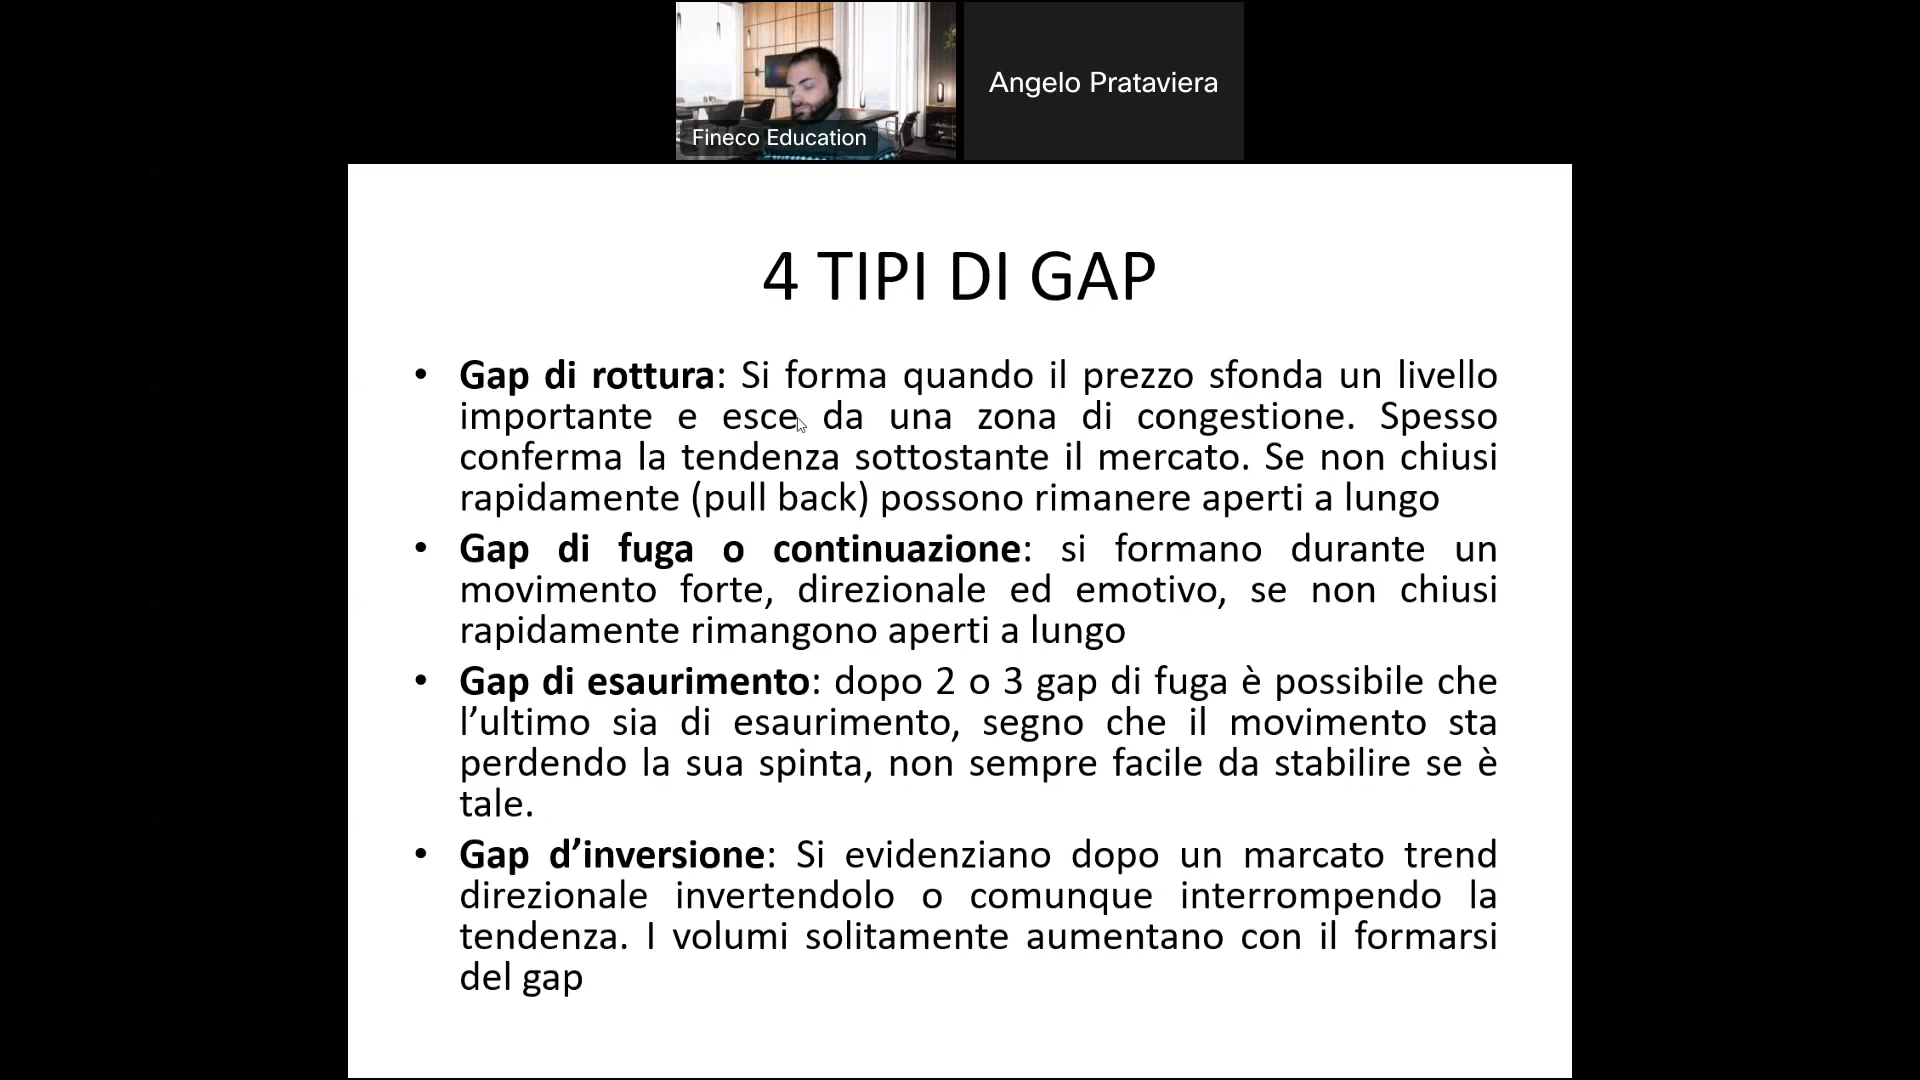 Fineco Education
Angelo Prataviera
4 TIPI DI GAP
• Gap di rottura: Si forma quando il prezzo sfonda un livello
importante e esce da una zona di congestione. Spesso
conferma la tendenza sottostante il mercato. Se non chiusi
rapidamente (pull back) possono rimanere aperti a lungo
• Gap di fuga o continuazione: si formano durante un
movimento forte, direzionale ed emotivo, se non chiusi
rapidamente rimangono aperti a lungo
• Gap di esaurimento: dopo 2 o 3 gap di fuga è possibile che
l’ultimo sia di esaurimento, segno che il movimento sta
perdendo la sua spinta, non sempre facile da stabilire se è
tale.
• Gap d’inversione: Si evidenziano dopo un marcato trend
direzionale invertendolo o comunque interrompendo la
tendenza. I volumi solitamente aumentano con il formarsi
del gap